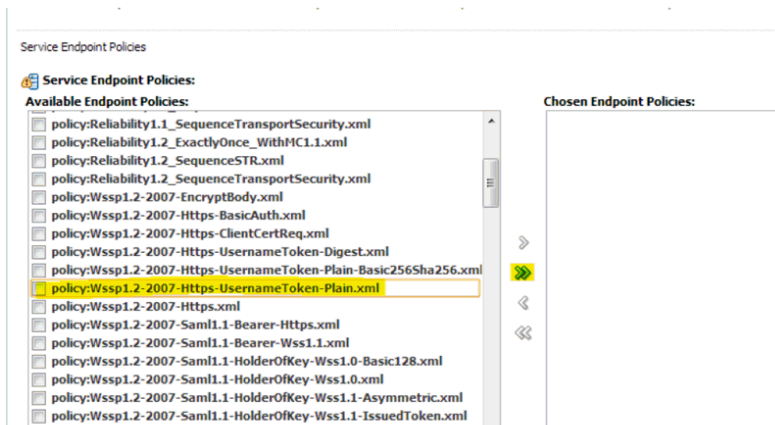 Service Endpoint Policies
Service Endpoint Policies:
Available Endpoint Policies:
Chosen Endpoint Policies:
policy:Reliability1.1_SequenceTransportSecurity.xml
policy:Reliability1.2_ExactlyOnce_WithMC1.1.xml
policy:Reliability1.2_SequenceSTR.xml
policy:Reliability1.2_SequenceTransportSecurity.xml
policy:Wssp1.2-2007-EncryptBody.xml
policy:Wssp1.2-2007-Https-BasicAuth.xml
policy:Wssp1.2-2007-Https-ClientCertReq.xml
policy:Wssp1.2-2007-Https-UsernameToken-Digest.xml
policy:Wssp1.2-2007-Https-UsernameToken-Plain-Basic256Sha256.xml
policy:Wssp1.2-2007-Https-UsernameToken-Plain.xml
policy:Wssp1.2-2007-Https.xml
policy:Wssp1.2-2007-Saml1.1-Bearer-Https.xml
policy:Wssp1.2-2007-Saml1.1-Bearer-Wss1.1.xml
policy:Wssp1.2-2007-Saml1.1-HolderOfKey-Wss1.0-Basic128.xml
policy:Wssp1.2-2007-Saml1.1-HolderOfKey-Wss1.0.xml
policy:Wssp1.2-2007-Saml1.1-HolderOfKey-Wss1.1-Asymmetric.xml
policy:Wssp1.2-2007-Saml1.1-HolderOfKey-Wss1.1-IssuedToken.xml